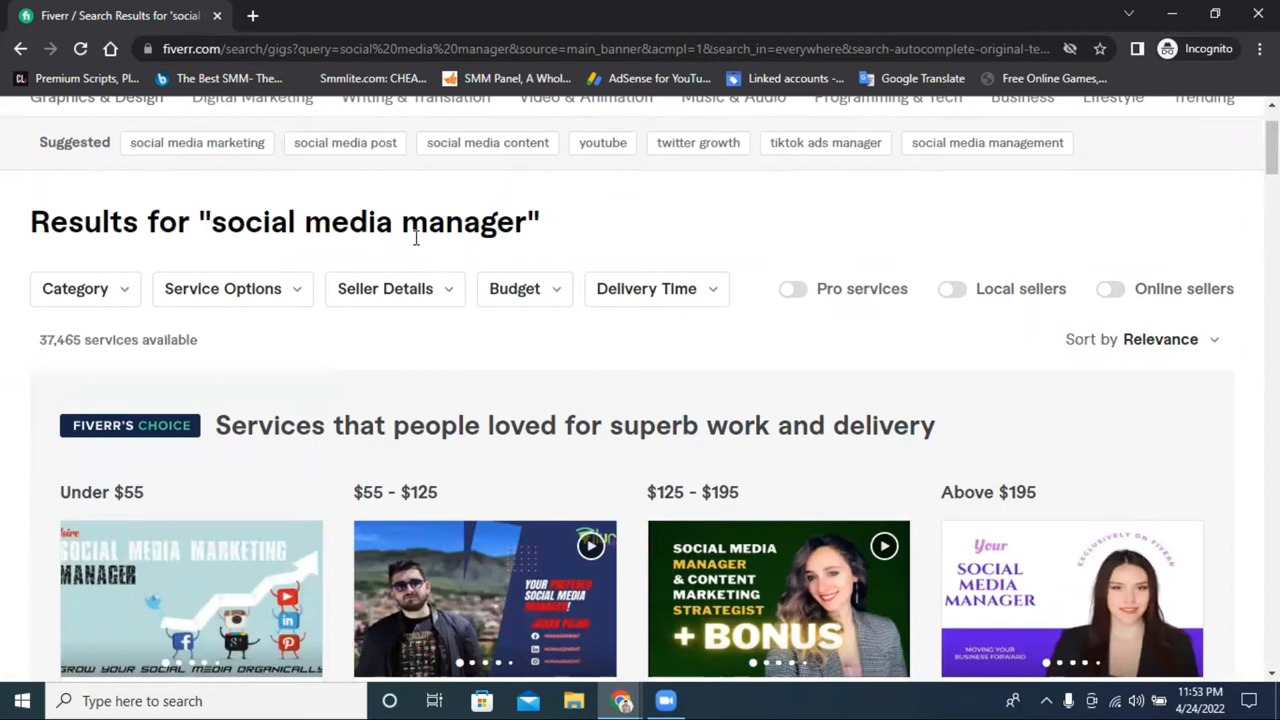 Fiverr / Search Results for 'social
Incognito
fiverr.com/search/gigs?query=social%20media%20manager&source=main_banner&acmpl=1&search_in=everywhere&search-autocomplete-original-te...
Premium Scripts, Pl...
The Best SMM- The...
Smmlite.com: CHEA...
SMM Panel, A Whol...
AdSense for YouTu...
Linked accounts -...
Google Translate
Free Online Games,...
Graphics & Design
Digital Marketing
Writing & Translation
Video & Animation
Music & Audio
Programming & Tech
Business
Lifestyle
Trending
Suggested
social media marketing
social media post
social media content
youtube
twitter growth
tiktok ads manager
social media management
Results for "social media manager"
Category
Service Options
Seller Details
Budget
Delivery Time
Pro services
Local sellers
Online sellers
37,465 services available
Sort by Relevance
FIVERR'S CHOICE
Services that people loved for superb work and delivery
Under $55
$55 - $125
$125 - $195
Above $195
SOCIAL MEDIA MARKETING
MANAGER
GROW YOUR SOCIAL MEDIA ORGANICALLY
YOUR PREFERRED
SOCIAL MEDIA
MANAGER!
SOCIAL MEDIA
MANAGER
& CONTENT
MARKETING
STRATEGIST
+ BONUS
Your
SOCIAL
MEDIA
MANAGER
MOVING YOUR
BUSINESS FORWARD
EXCLUSIVELY ON FIVERR
Type here to search
11:53 PM
4/24/2022